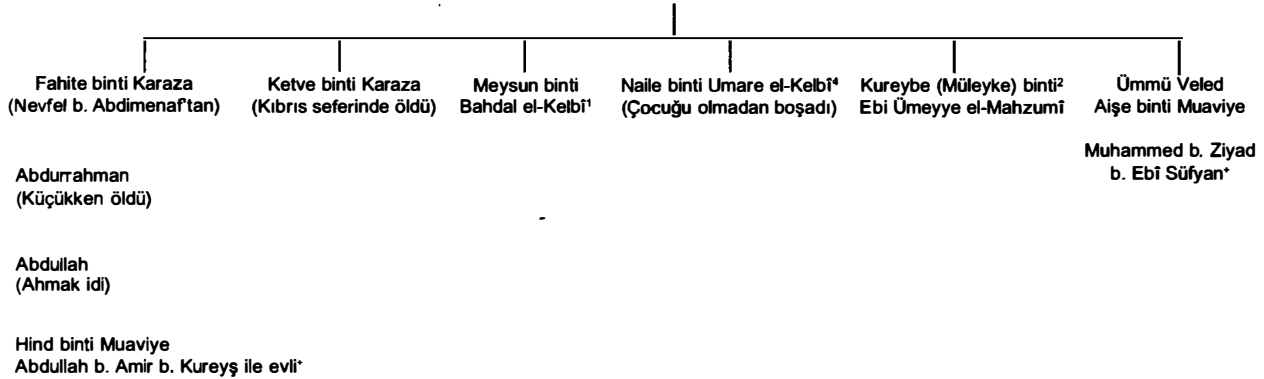 Fahite binti Karaza
(Nevfel b. Abdimenaf'tan)
Ketve binti Karaza
(Kıbrıs seferinde öldü)
Meysun binti
Bahdal el-Kelbî¹
Naile binti Umare el-Kelbî⁴
(Çocuğu olmadan boşadı)
Kureybe (Müleyke) binti²
Ebi Ümeyye el-Mahzumî
Ümmü Veled
Aişe binti Muaviye
Muhammed b. Ziyad
b. Ebî Süfyan⁺
Abdurrahman
(Küçükken öldü)
Abdullah
(Ahmak idi)
Hind binti Muaviye
Abdullah b. Amir b. Kureyş ile evli⁺